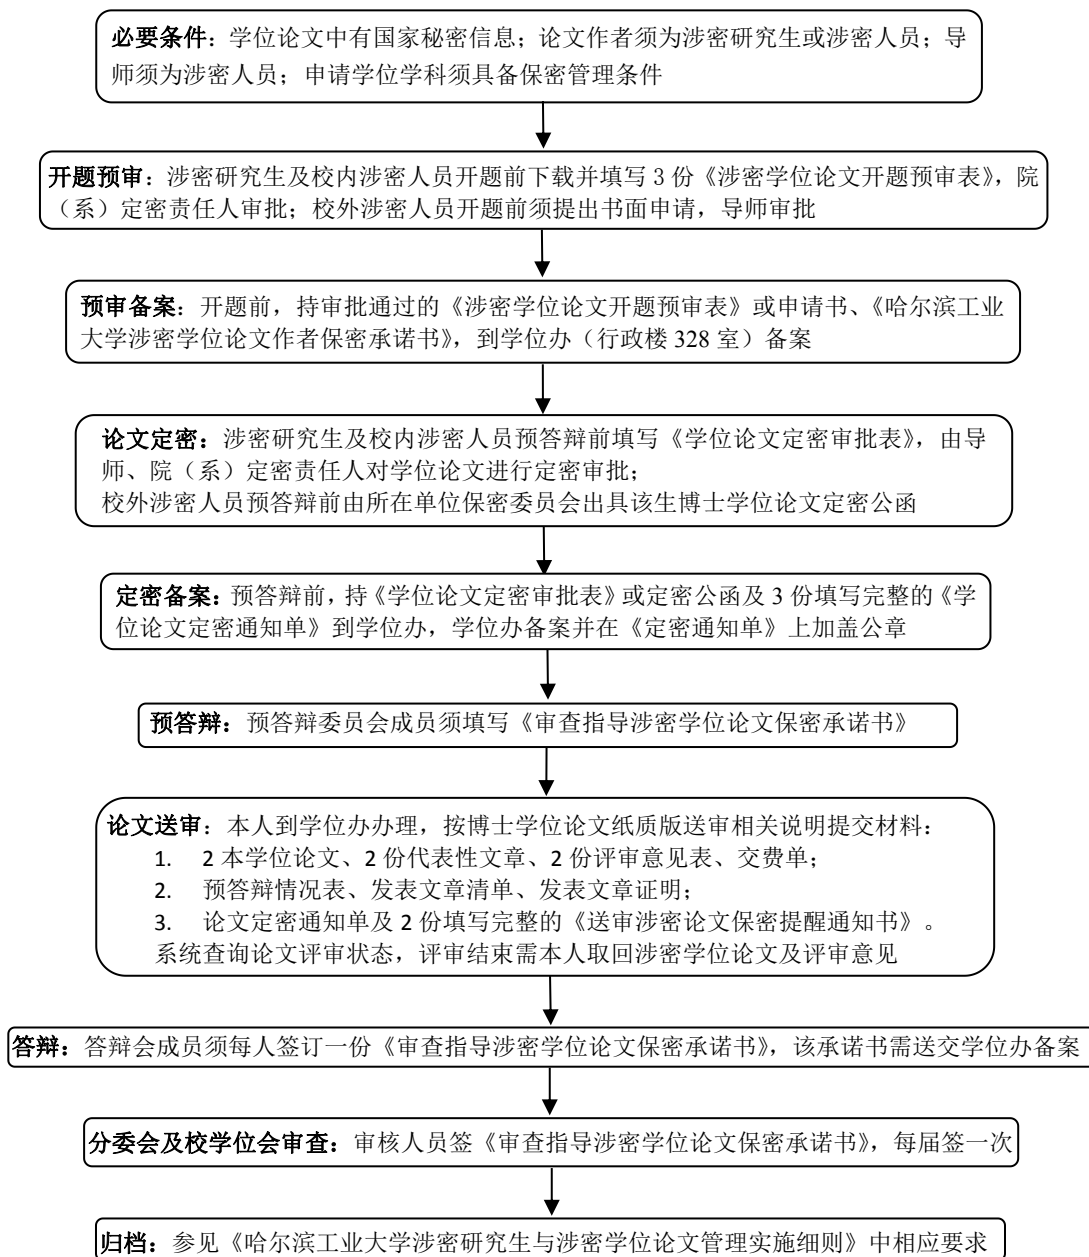 必要条件：学位论文中有国家秘密信息；论文作者须为涉密研究生或涉密人员；导
师须为涉密人员；申请学位学科须具备保密管理条件
开题预审：涉密研究生及校内涉密人员开题前下载并填写 3 份《涉密学位论文开题预审表》，院
（系）定密责任人审批；校外涉密人员开题前须提出书面申请，导师审批
预审备案：开题前，持审批通过的《涉密学位论文开题预审表》或申请书、《哈尔滨工业
大学涉密学位论文作者保密承诺书》，到学位办（行政楼 328 室）备案
论文定密：涉密研究生及校内涉密人员预答辩前填写《学位论文定密审批表》，由导
师、院（系）定密责任人对学位论文进行定密审批；
校外涉密人员预答辩前由所在单位保密委员会出具该生博士学位论文定密公函
定密备案：预答辩前，持《学位论文定密审批表》或定密公函及 3 份填写完整的《学
位论文定密通知单》到学位办，学位办备案并在《定密通知单》上加盖公章
预答辩：预答辩委员会成员须填写《审查指导涉密学位论文保密承诺书》
论文送审：本人到学位办办理，按博士学位论文纸质版送审相关说明提交材料：
1. 2 本学位论文、2 份代表性文章、2 份评审意见表、交费单；
2. 预答辩情况表、发表文章清单、发表文章证明；
3. 论文定密通知单及 2 份填写完整的《送审涉密论文保密提醒通知书》。
系统查询论文评审状态，评审结束需本人取回涉密学位论文及评审意见
答辩：答辩会成员须每人签订一份《审查指导涉密学位论文保密承诺书》，该承诺书需送交学位办备案
分委会及校学位会审查：审核人员签《审查指导涉密学位论文保密承诺书》，每届签一次
归档：参见《哈尔滨工业大学涉密研究生与涉密学位论文管理实施细则》中相应要求